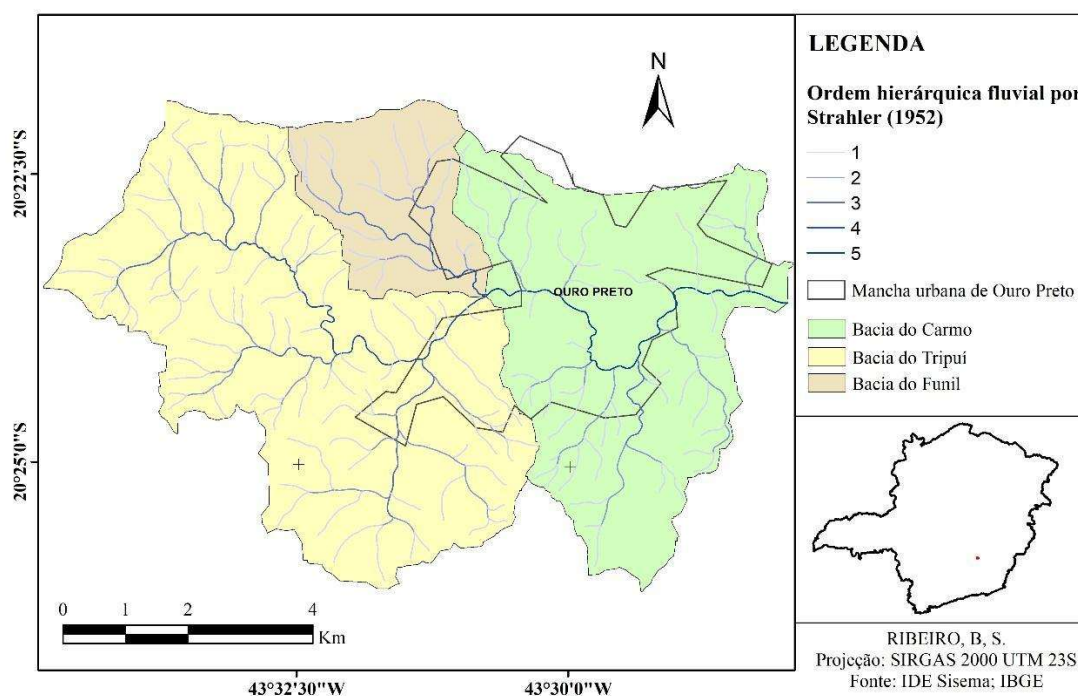 LEGENDA
Ordem hierárquica fluvial por
Strahler (1952)
1
2
3
4
5
Mancha urbana de Ouro Preto
Bacia do Carmo
Bacia do Tripuí
Bacia do Funil
N
20°22'30"S
OURO PRETO
20°25'0"S
0 1 2 4
Km
43°32'30"W 43°30'0"W
RIBEIRO, B, S.
Projeção: SIRGAS 2000 UTM 23S
Fonte: IDE Sisema; IBGE